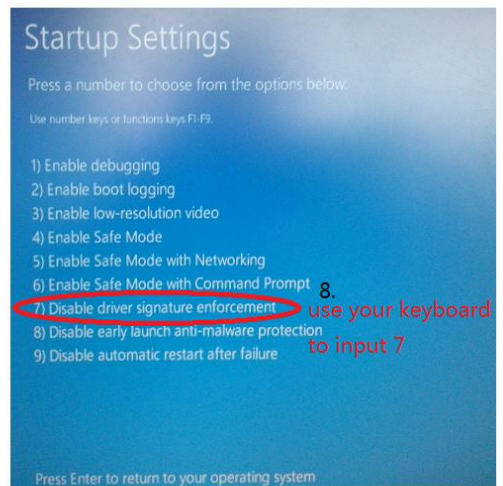 Startup Settings
Press a number to choose from the options below:
Use number keys or functions keys F1-F9.
1) Enable debugging
2) Enable boot logging
3) Enable low-resolution video
4) Enable Safe Mode
5) Enable Safe Mode with Networking
6) Enable Safe Mode with Command Prompt
8.
7) Disable driver signature enforcement
use your keyboard
8) Disable early launch anti-malware protection
to input 7
9) Disable automatic restart after failure
Press Enter to return to your operating system